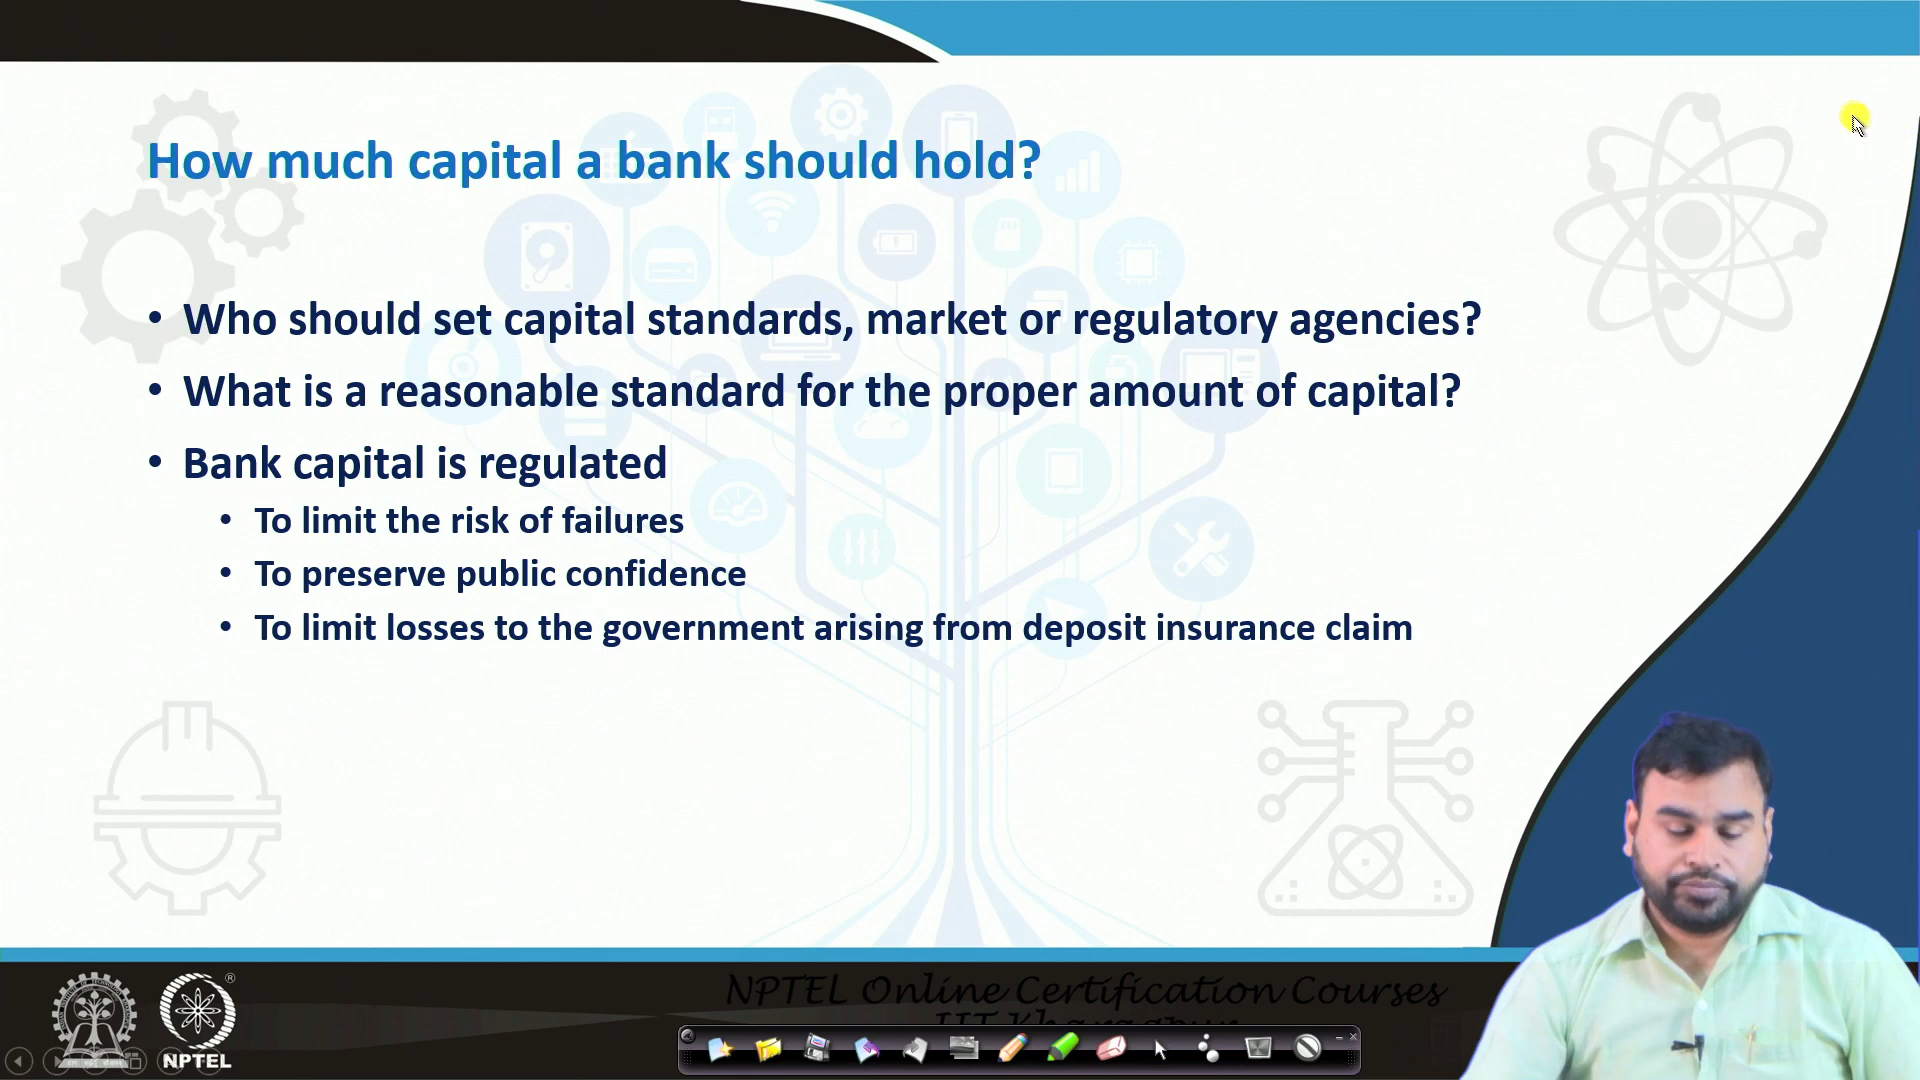 How much capital a bank should hold?
• Who should set capital standards, market or regulatory agencies?
• What is a reasonable standard for the proper amount of capital?
• Bank capital is regulated
• To limit the risk of failures
• To preserve public confidence
• To limit losses to the government arising from deposit insurance claim
NPTEL Online Certification Courses
IIT Kharagpur
NPTEL
®